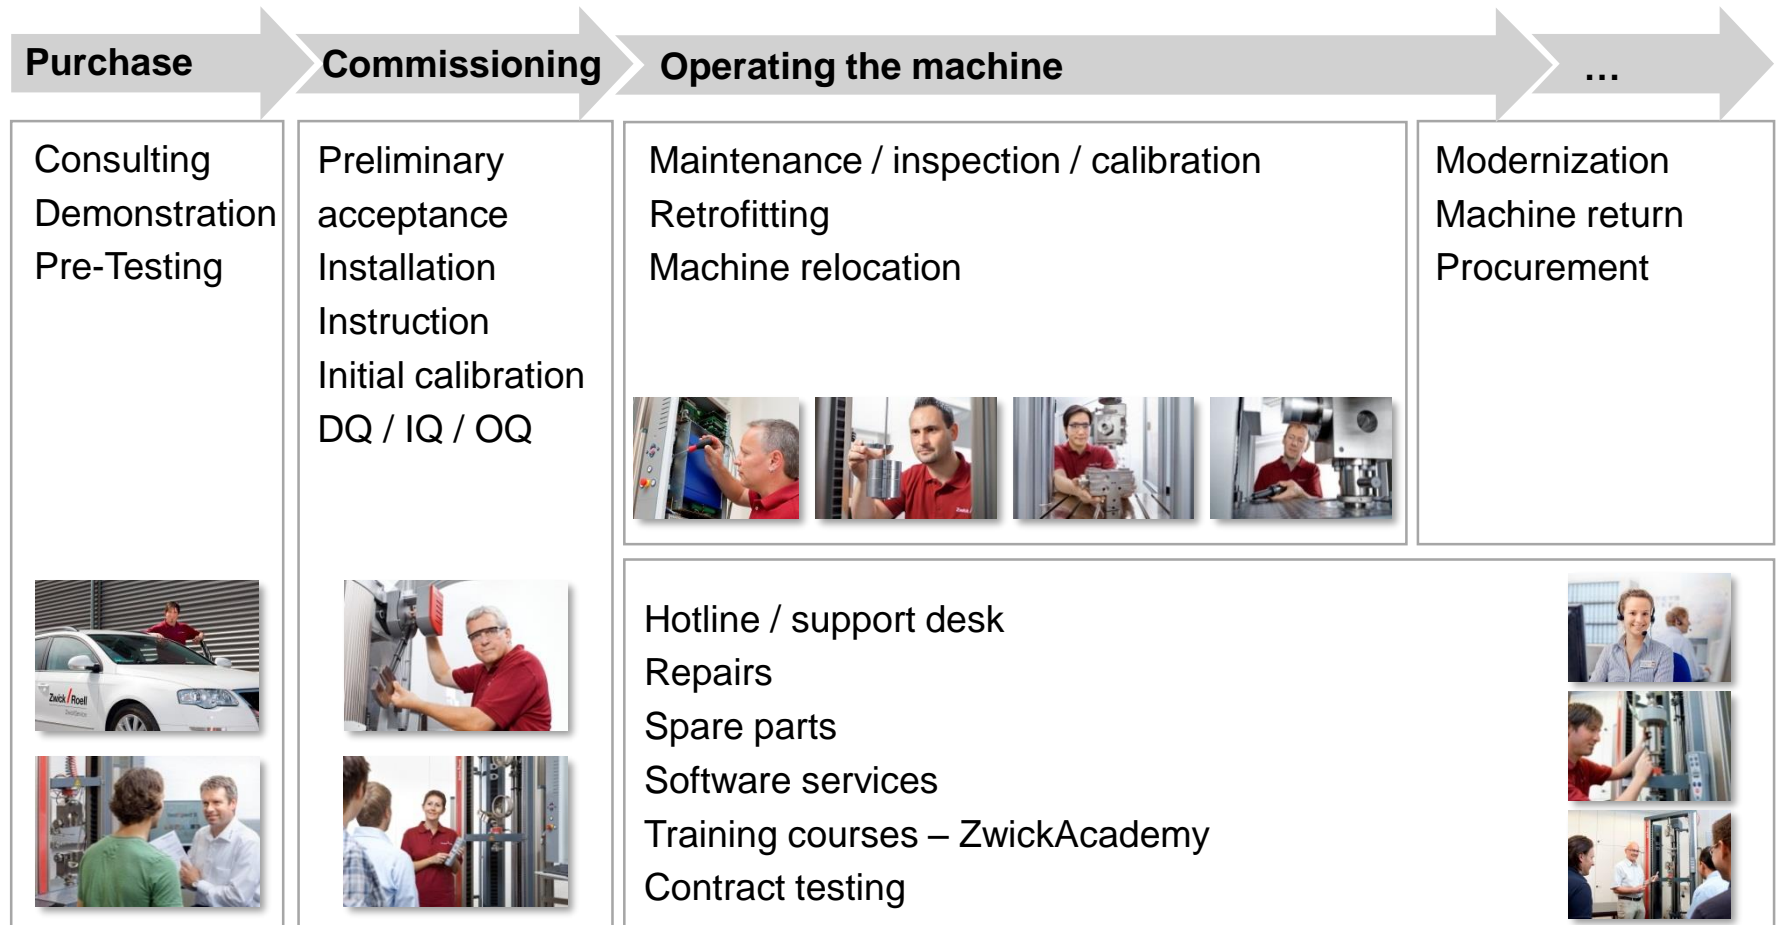 Purchase
Commissioning
Operating the machine
…
Consulting
Demonstration
Pre-Testing
Preliminary
acceptance
Installation
Instruction
Initial calibration
DQ / IQ / OQ
Maintenance / inspection / calibration
Retrofitting
Machine relocation
Modernization
Machine return
Procurement
Zwick / Roell
Hotline / support desk
Repairs
Spare parts
Software services
Training courses – ZwickAcademy
Contract testing